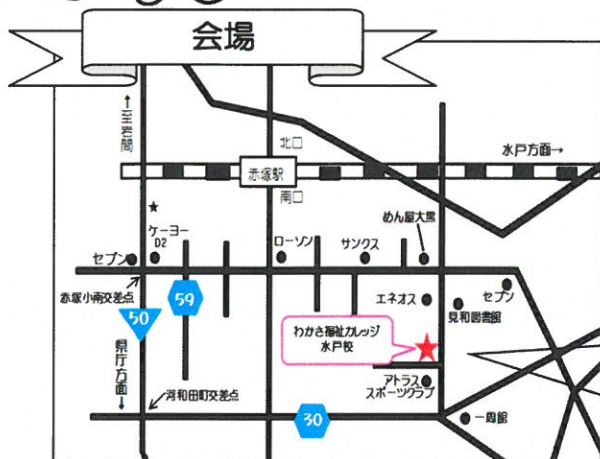 会場
↑至岩間
北口
水戸方面→
赤塚駅
南口
めん屋大黒
ケーヨー
D2
ローソン
サンクス
セブン
赤塚小南交差点
59
エネオス
セブン
50
見和図書館
わかさ福祉カレッジ
水戸校
県庁方面→
河和田町交差点
アトラス
スポーツクラブ
30
一周館